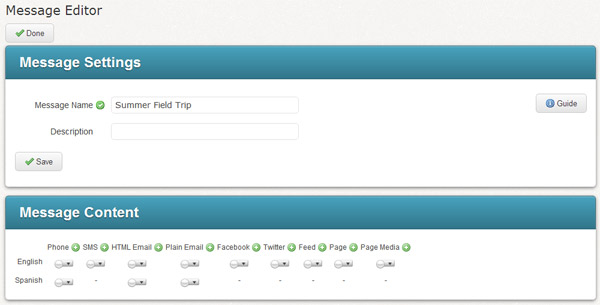 Message Editor
Done
Message Settings
Message Name Summer Field Trip
Guide
Description
Save
Message Content
Phone SMS HTML Email Plain Email Facebook Twitter Feed Page Page Media
English
Spanish - - - - - -